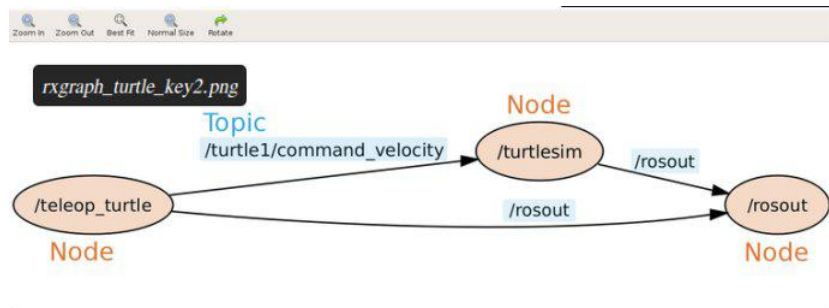 Zoom In Zoom Out Best Fit Normal Size Rotate
rxgraph_turtle_key2.png
Node
Topic
/turtle1/command_velocity
/turtlesim
/rosout
/teleop_turtle
/rosout
/rosout
Node
Node